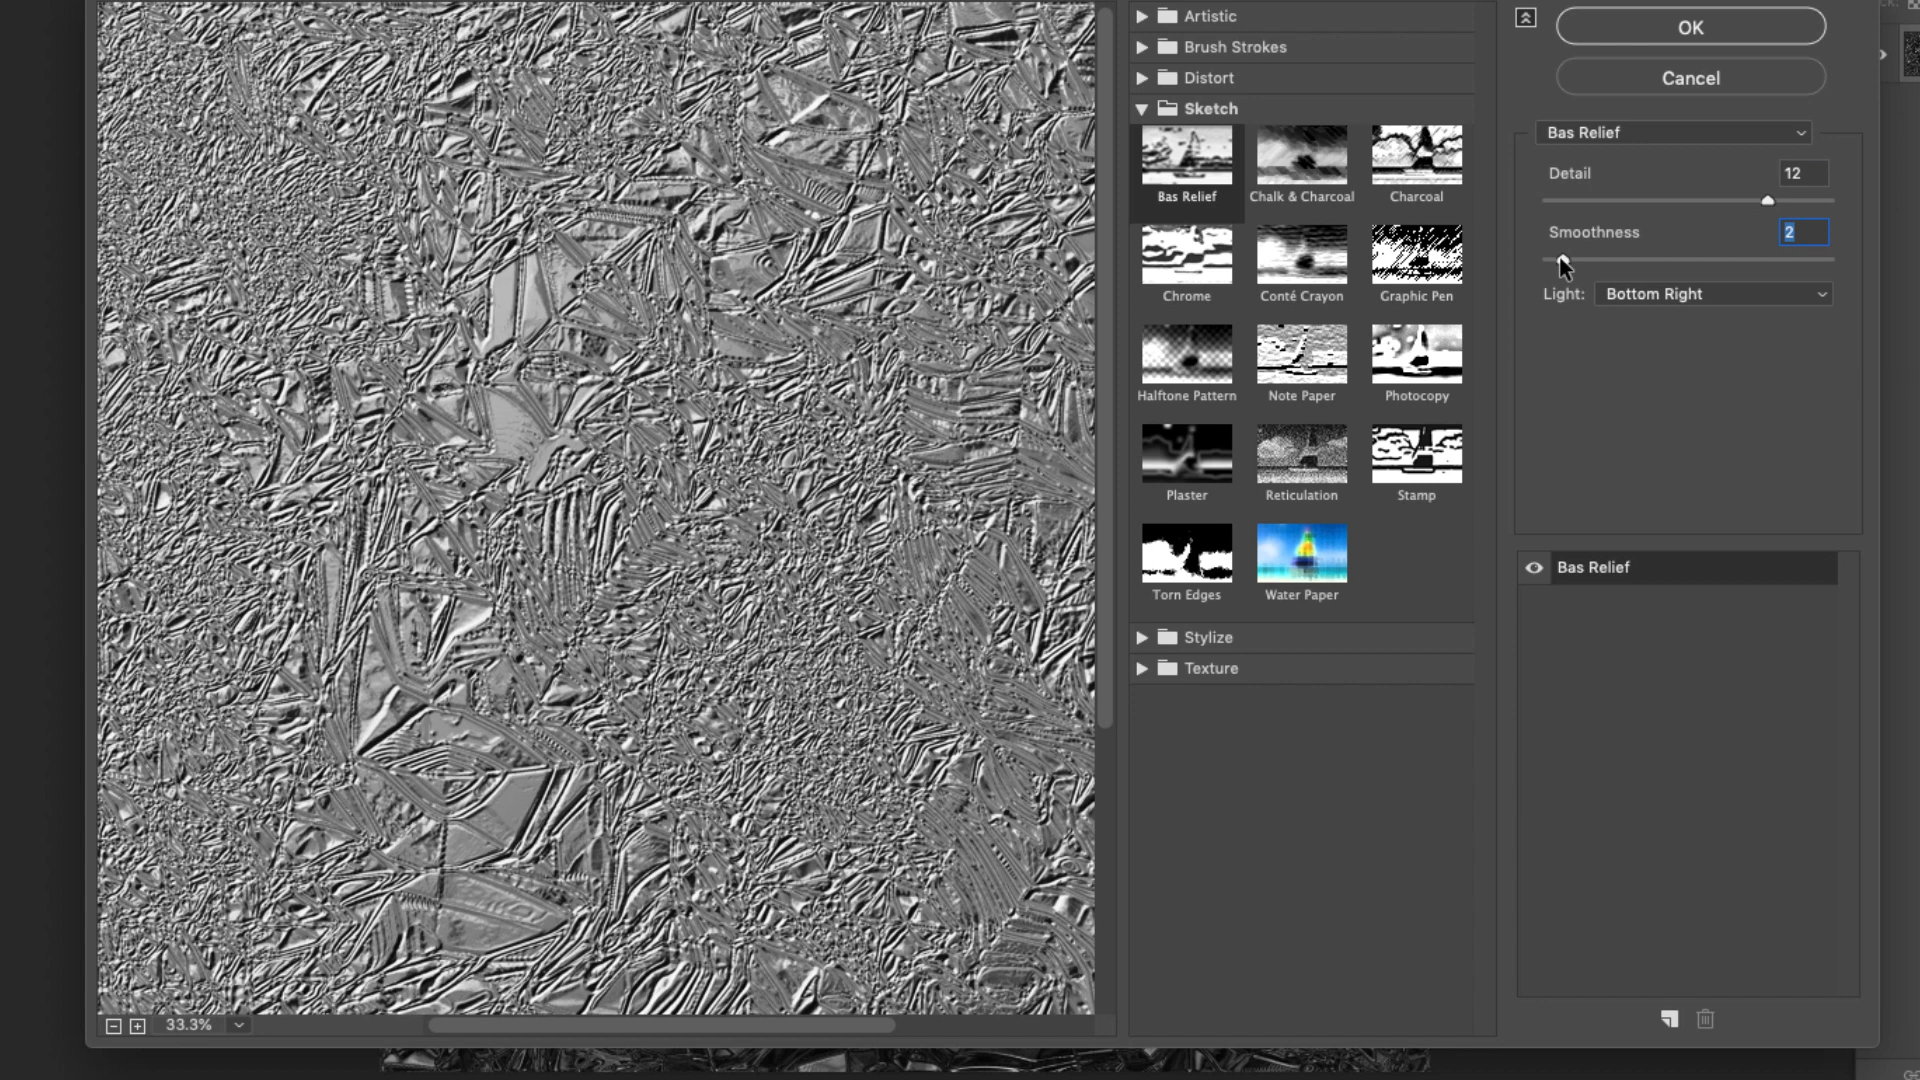 Artistic
Brush Strokes
Distort
Sketch
Bas Relief
Chalk & Charcoal
Charcoal
Chrome
Conté Crayon
Graphic Pen
Halftone Pattern
Note Paper
Photocopy
Plaster
Reticulation
Stamp
Torn Edges
Water Paper
Stylize
Texture
OK
Cancel
Bas Relief
Detail 12
Smoothness 2
Light: Bottom Right
Bas Relief
33.3%